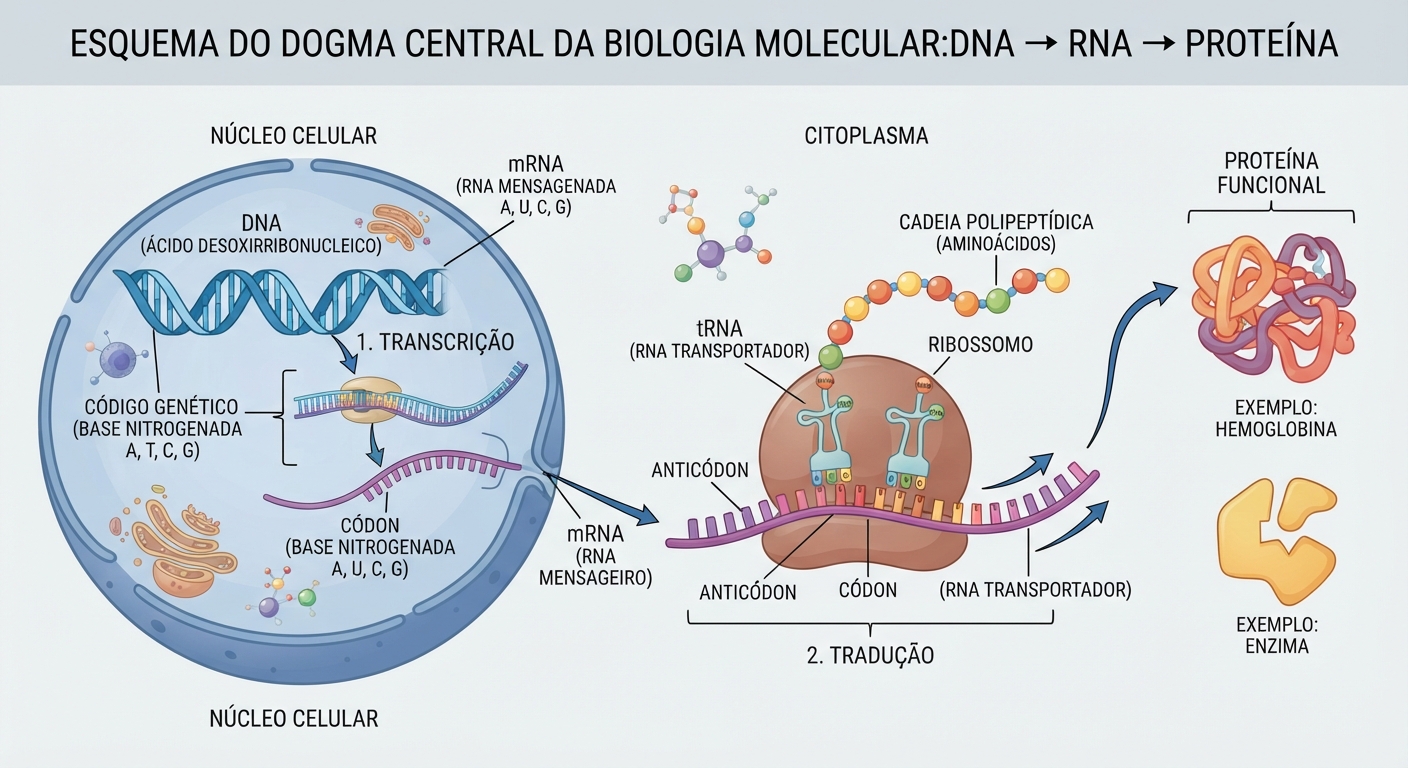 ESQUEMA DO DOGMA CENTRAL DA BIOLOGIA MOLECULAR:DNA → RNA → PROTEÍNA
NÚCLEO CELULAR
mRNA
(RNA MENSAGENADA
A, U, C, G)
DNA
(ÁCIDO DESOXIRRIBONUCLEICO)
1. TRANSCRIÇÃO
CÓDIGO GENÉTICO
(BASE NITROGENADA
A, T, C, G)
CÓDON
(BASE NITROGENADA
A, U, C, G)
mRNA
(RNA
MENSAGEIRO)
NÚCLEO CELULAR
CITOPLASMA
CADEIA POLIPEPTÍDICA
(AMINOÁCIDOS)
tRNA
(RNA TRANSPORTADOR)
RIBOSSOMO
ANTICÓDON
ANTICÓDON
CÓDON
(RNA TRANSPORTADOR)
2. TRADUÇÃO
PROTEÍNA
FUNCIONAL
EXEMPLO:
HEMOGLOBINA
EXEMPLO:
ENZIMA